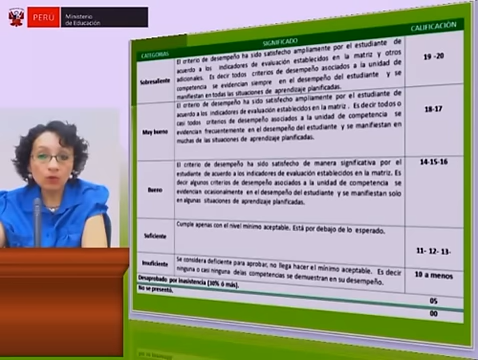 PERÚ
Ministerio
de Educación
CATEGORIAS SIGNIFICADO CALIFICACIÓN
Sobresaliente
El criterio de desempeño ha sido satisfecho ampliamente por el estudiante de
acuerdo a los indicadores de evaluación establecidos en la matriz y otros
adicionales. Es decir todos criterios de desempeño asociados a la unidad de
competencia se evidencian siempre en el desempeño del estudiante y se
manifiestan en todas las situaciones de aprendizaje planificadas.
19 -20
Muy bueno
El criterio de desempeño ha sido satisfecho ampliamente por el estudiante de
acuerdo a los indicadores de evaluación establecidos en la matriz . Es decir todos o
casi todos criterios de desempeño asociados a la unidad de competencia se
evidencian frecuentemente en el desempeño del estudiante y se manifiestan en
muchas de las situaciones de aprendizaje planificadas.
18-17
Bueno
El criterio de desempeño ha sido satisfecho de manera significativa por el
estudiante de acuerdo a los indicadores de evaluación establecidos en la matriz. Es
decir algunos criterios de desempeño asociados a la unidad de competencia se
evidencian ocasionalmente en el desempeño del estudiante y se manifiestan solo
en algunas situaciones de aprendizaje planificadas.
14-15-16
Suficiente
Cumple apenas con el nivel mínimo aceptable. Está por debajo de lo esperado.
11- 12- 13-
Insuficiente
Se considera deficiente para aprobar, no llega hacer el mínimo aceptable. Es decir
ninguna o casi ninguna de las competencias se demuestran en su desempeño.
10 a menos
Desaprobado por inasistencia (30% ó más). 05
No se presentó. 00